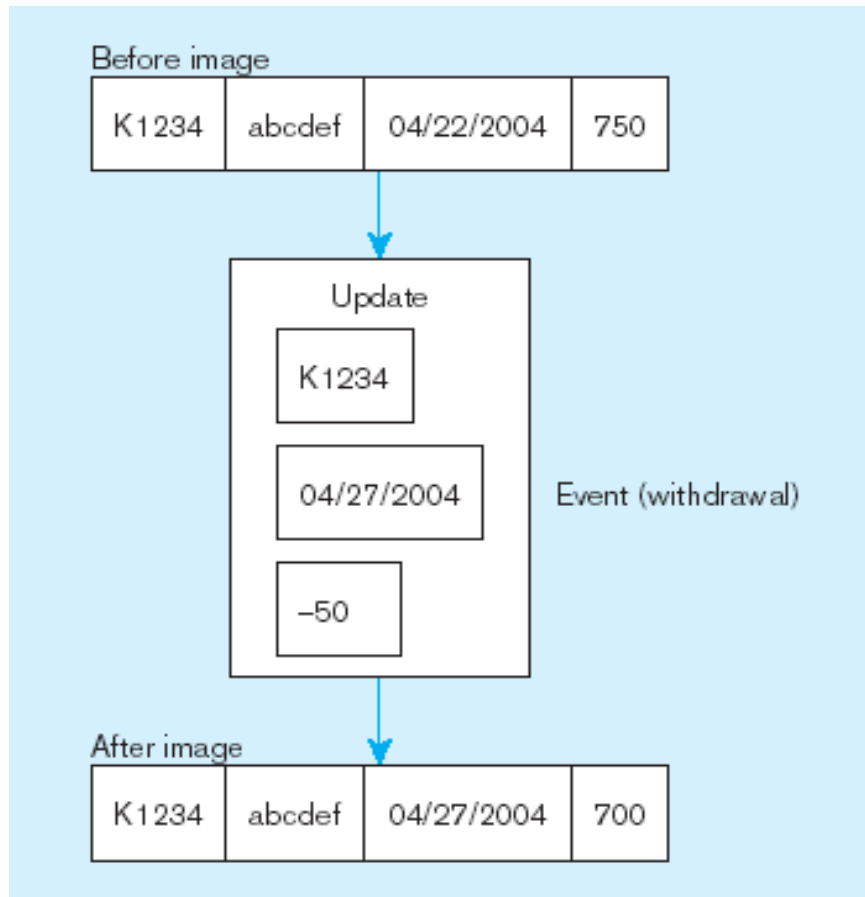 Before image
K1234 abcdef 04/22/2004 750
Update
K1234
04/27/2004
Event (withdrawal)
–50
After image
K1234 abcdef 04/27/2004 700